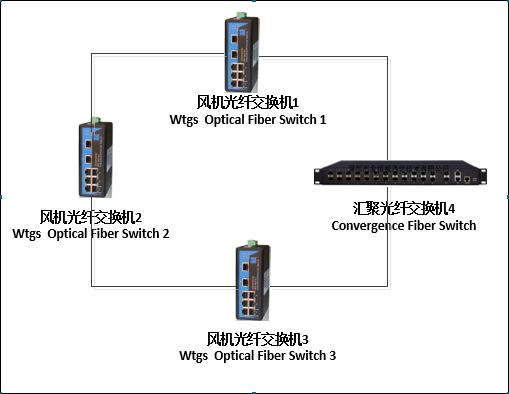 风机光纤交换机1
Wtgs  Optical Fiber Switch 1
风机光纤交换机2
Wtgs  Optical Fiber Switch 2
汇聚光纤交换机4
Convergence Fiber Switch
风机光纤交换机3
Wtgs  Optical Fiber Switch 3